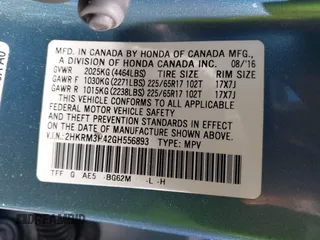 MFD. IN CANADA BY HONDA OF CANADA MFG.,
A DIVISION OF HONDA CANADA INC. 08/'16
GVWR 2025KG(4464LBS) TIRE SIZE RIM SIZE
GAWR F 1030KG(2271LBS) 225/65R17 102T 17X7J
GAWR R 1015KG(2238LBS) 225/65R17 102T 17X7J
THIS VEHICLE CONFORMS TO ALL APPLICABLE
FEDERAL MOTOR VEHICLE SAFETY, BUMPER,
AND THEFT PREVENTION STANDARDS IN EFFECT
ON THE DATE OF MANUFACTURE SHOWN ABOVE.
V.I.N.: 2HKRM3H42GH556893 TYPE: MPV
TFF Q AE5 BG62M -L -H